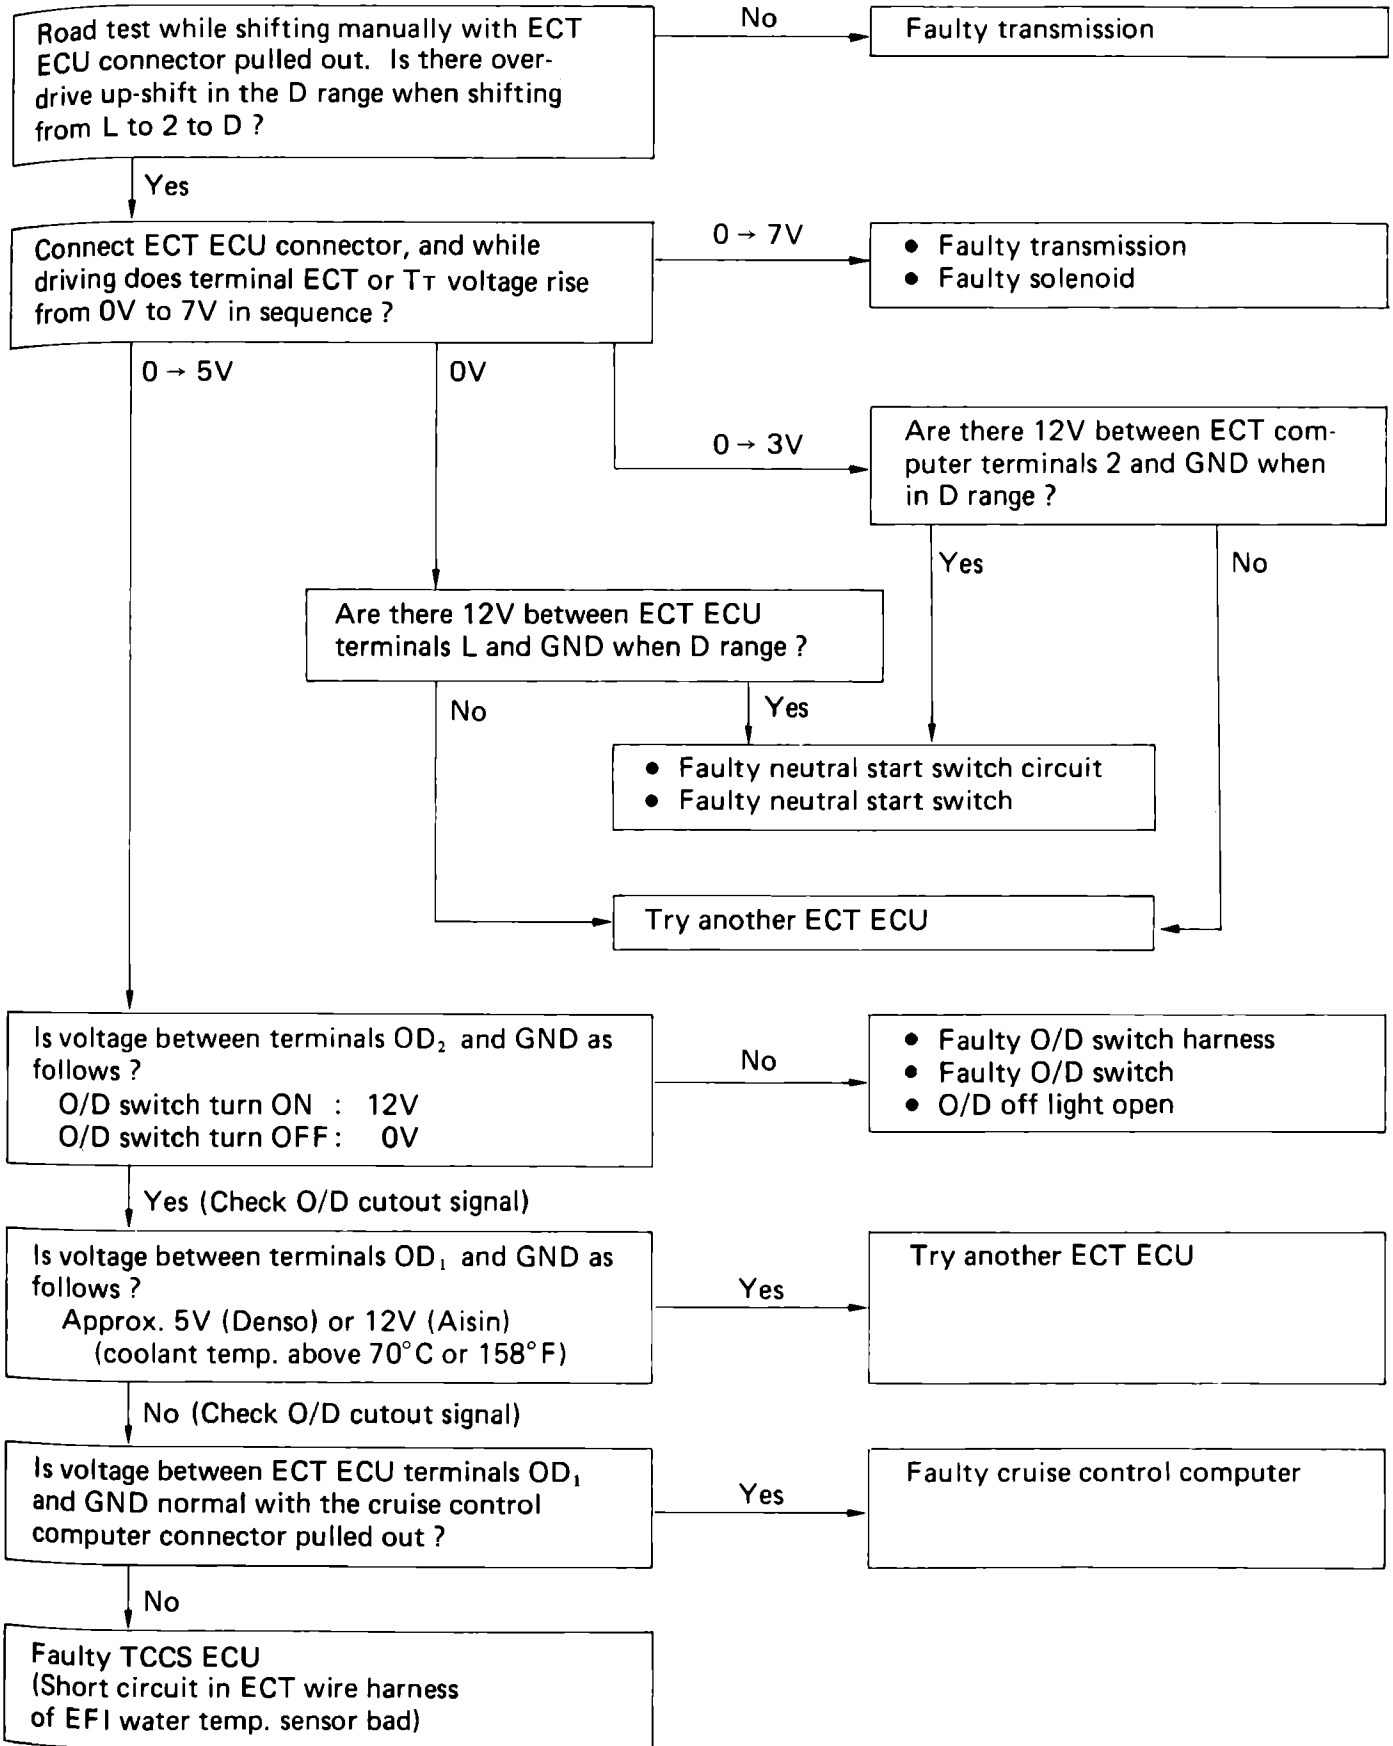 Road test while shifting manually with ECT
ECU connector pulled out. Is there over-
drive up-shift in the D range when shifting
from L to 2 to D ?
No
Faulty transmission
Yes
Connect ECT ECU connector, and while
driving does terminal ECT or TT voltage rise
from 0V to 7V in sequence ?
0 → 7V
• Faulty transmission
• Faulty solenoid
0 → 5V
0V
0 → 3V
Are there 12V between ECT com-
puter terminals 2 and GND when
in D range ?
Yes
No
Are there 12V between ECT ECU
terminals L and GND when D range ?
No
Yes
• Faulty neutral start switch circuit
• Faulty neutral start switch
Try another ECT ECU
Is voltage between terminals OD₂ and GND as
follows ?
O/D switch turn ON : 12V
O/D switch turn OFF : 0V
No
• Faulty O/D switch harness
• Faulty O/D switch
• O/D off light open
Yes (Check O/D cutout signal)
Is voltage between terminals OD₁ and GND as
follows ?
Approx. 5V (Denso) or 12V (Aisin)
(coolant temp. above 70°C or 158°F)
Yes
Try another ECT ECU
No (Check O/D cutout signal)
Is voltage between ECT ECU terminals OD₁
and GND normal with the cruise control
computer connector pulled out ?
Yes
Faulty cruise control computer
No
Faulty TCCS ECU
(Short circuit in ECT wire harness
of EFI water temp. sensor bad)